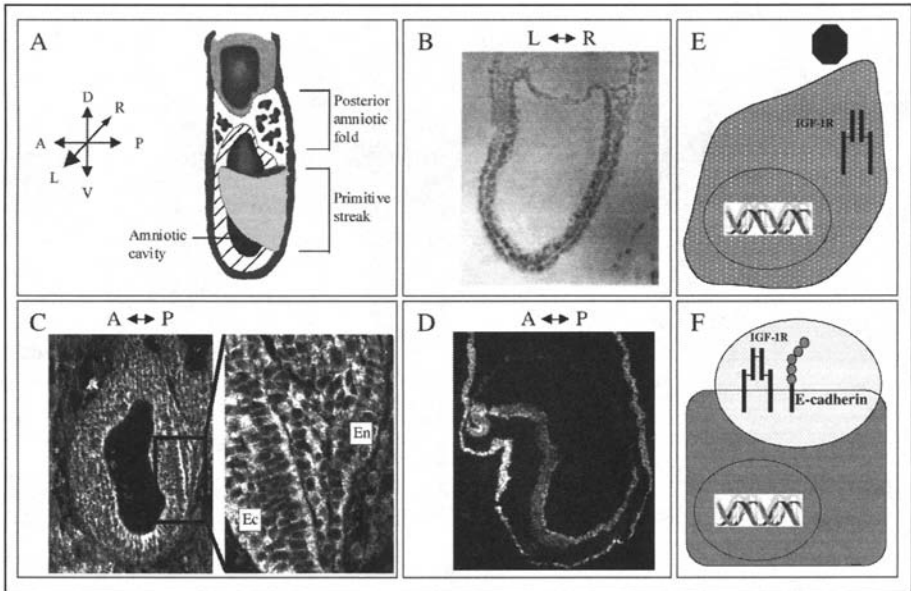 A
D
R
A
P
L
V
Posterior
amniotic
fold
Primitive
streak
Amniotic
cavity
B
L ↔ R
E
IGF-1R
C
A ↔ P
En
Ec
D
A ↔ P
F
IGF-1R
E-cadherin